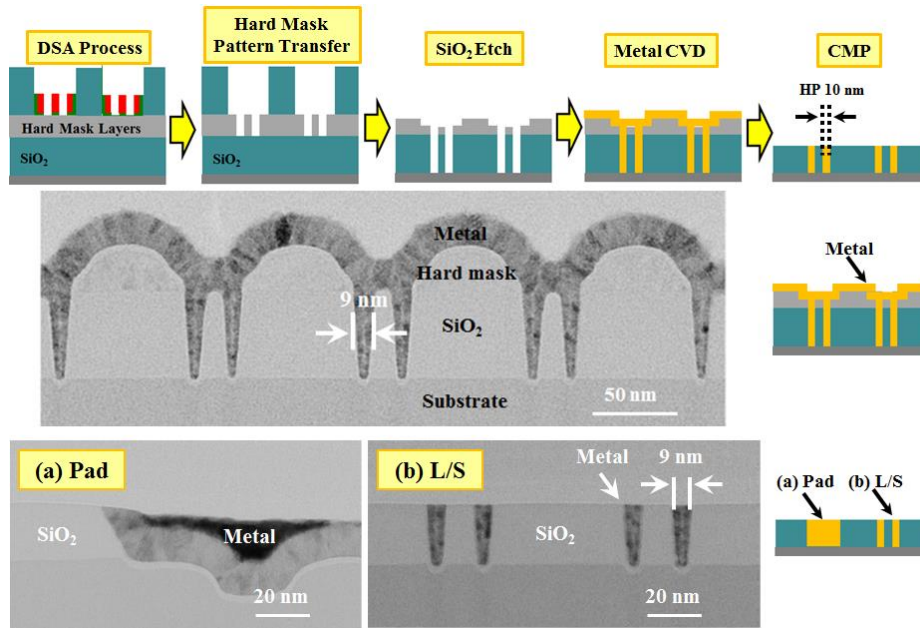 DSA Process
Hard Mask
Pattern Transfer
SiO₂ Etch
Metal CVD
CMP
HP 10 nm
Hard Mask Layers
SiO₂
SiO₂
Metal
Hard mask
9 nm
SiO₂
Substrate
50 nm
Metal
(a) Pad
SiO₂
Metal
20 nm
(b) L/S
Metal
9 nm
SiO₂
20 nm
(a) Pad
(b) L/S